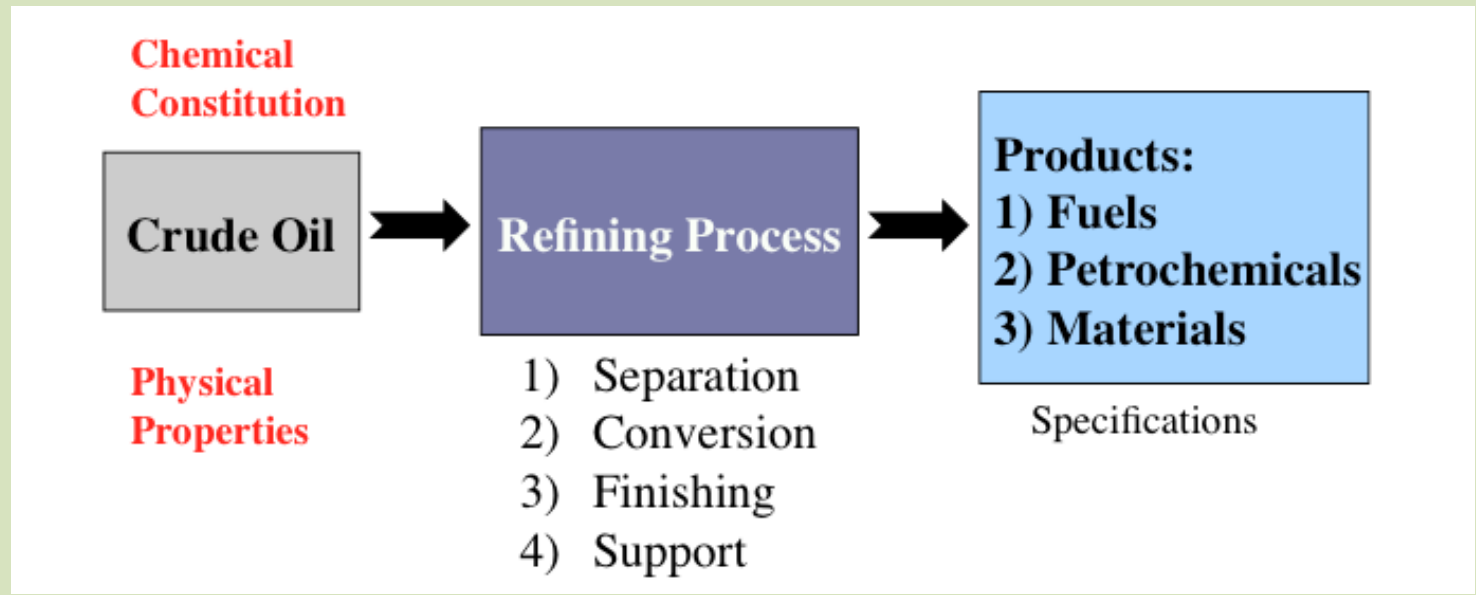 Chemical
Constitution
Crude Oil
Physical
Properties
Refining Process
1) Separation
2) Conversion
3) Finishing
4) Support
Products:
1) Fuels
2) Petrochemicals
3) Materials
Specifications